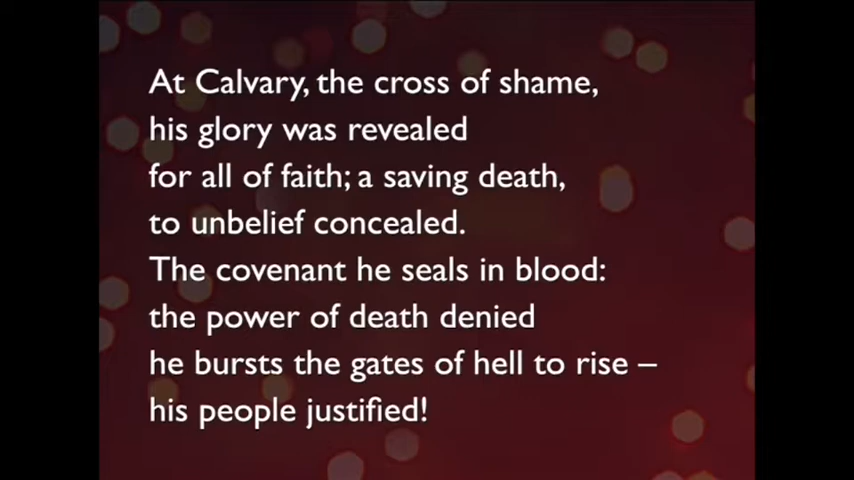 At Calvary, the cross of shame,
his glory was revealed
for all of faith; a saving death,
to unbelief concealed.
The covenant he seals in blood:
the power of death denied
he bursts the gates of hell to rise –
his people justified!